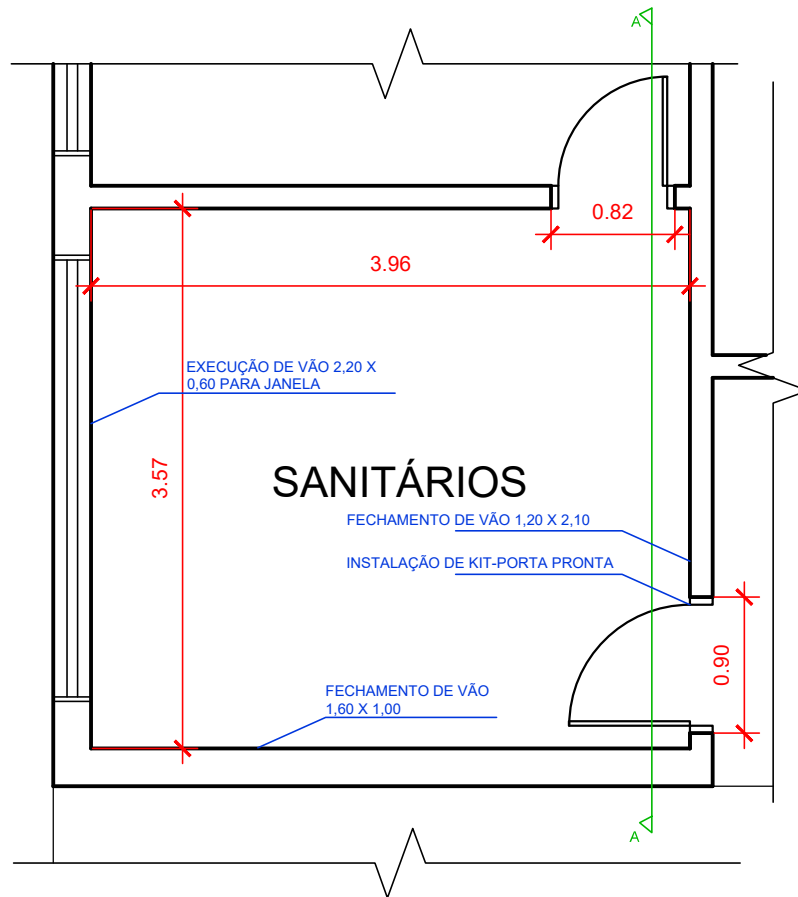 A
0.82
3.96
EXECUÇÃO DE VÃO 2,20 X
0,60 PARA JANELA
3.57
SANITÁRIOS
FECHAMENTO DE VÃO 1,20 X 2,10
INSTALAÇÃO DE KIT-PORTA PRONTA
0.90
FECHAMENTO DE VÃO
1,60 X 1,00
A